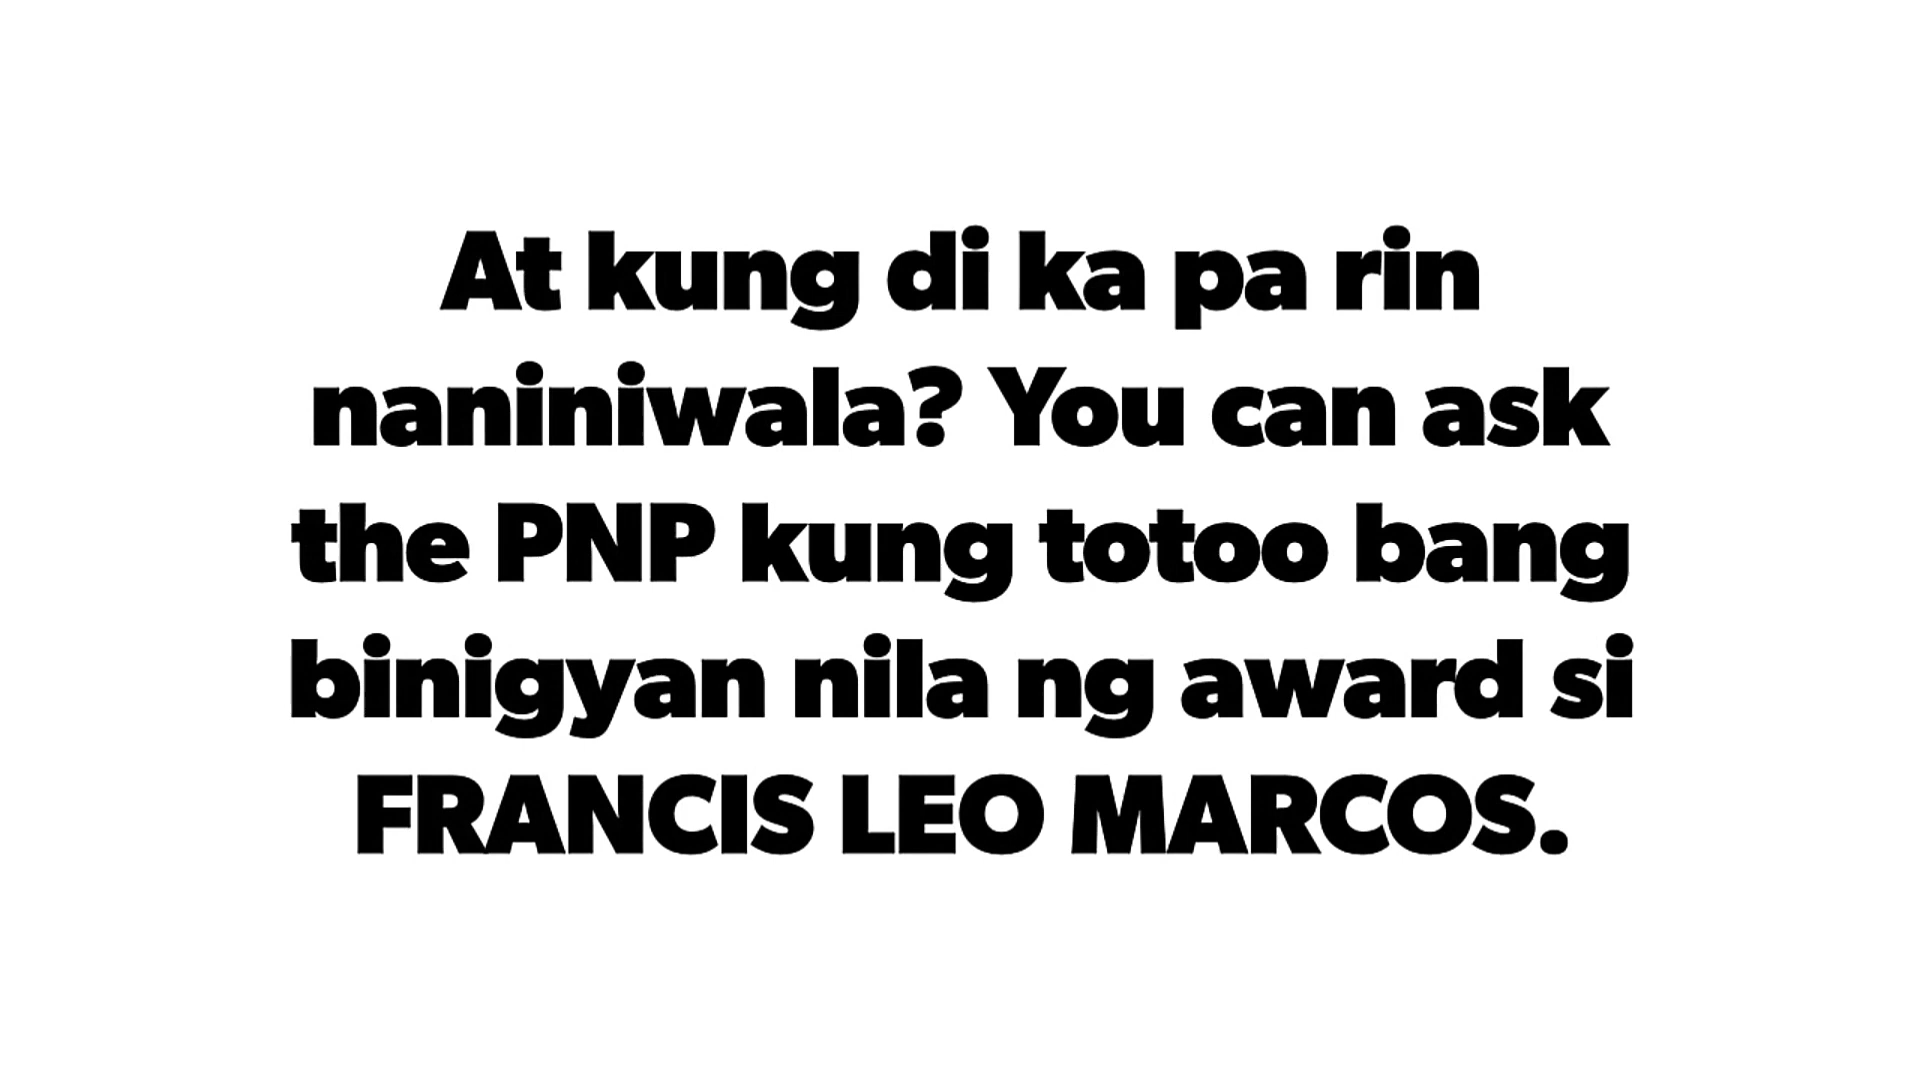 At kung di ka pa rin
naniniwala? You can ask
the PNP kung totoo bang
binigyan nila ng award si
FRANCIS LEO MARCOS.